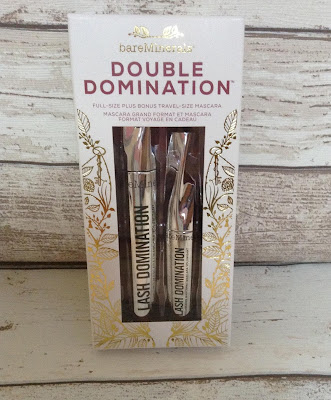 bareMinerals
DOUBLE
DOMINATION™
FULL-SIZE PLUS BONUS TRAVEL-SIZE MASCARA
MASCARA GRAND FORMAT ET MASCARA
FORMAT VOYAGE EN CADEAU
LASH DOMINATION
LASH DOMINATION